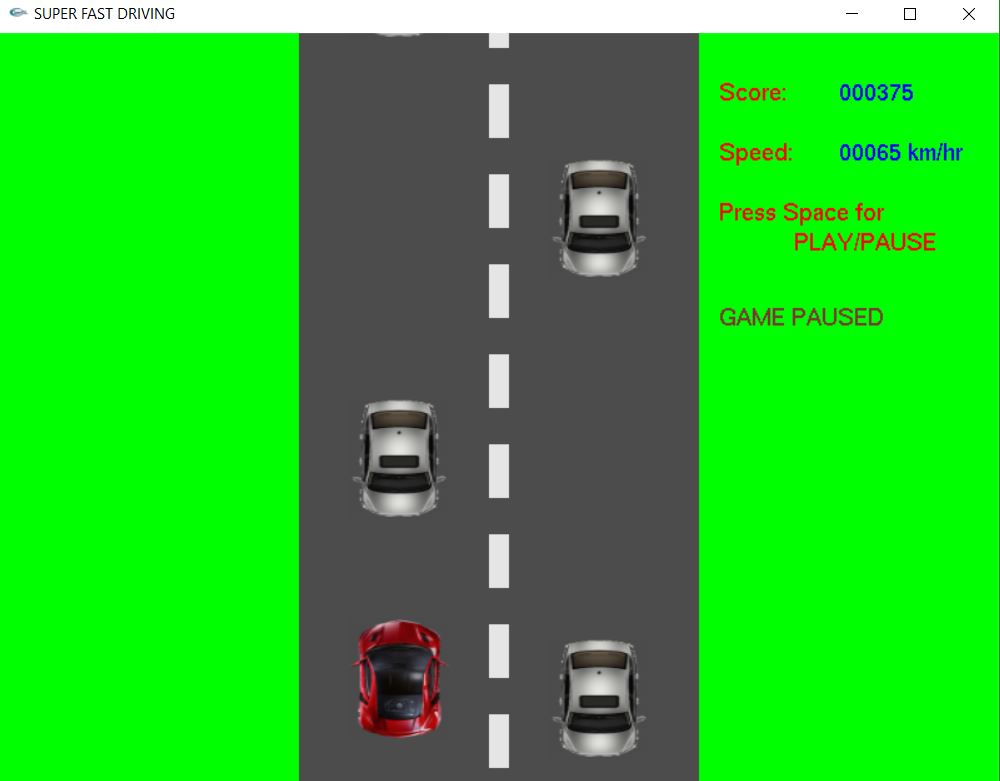 SUPER FAST DRIVING
Score: 000375
Speed: 00065 km/hr
Press Space for
PLAY/PAUSE
GAME PAUSED